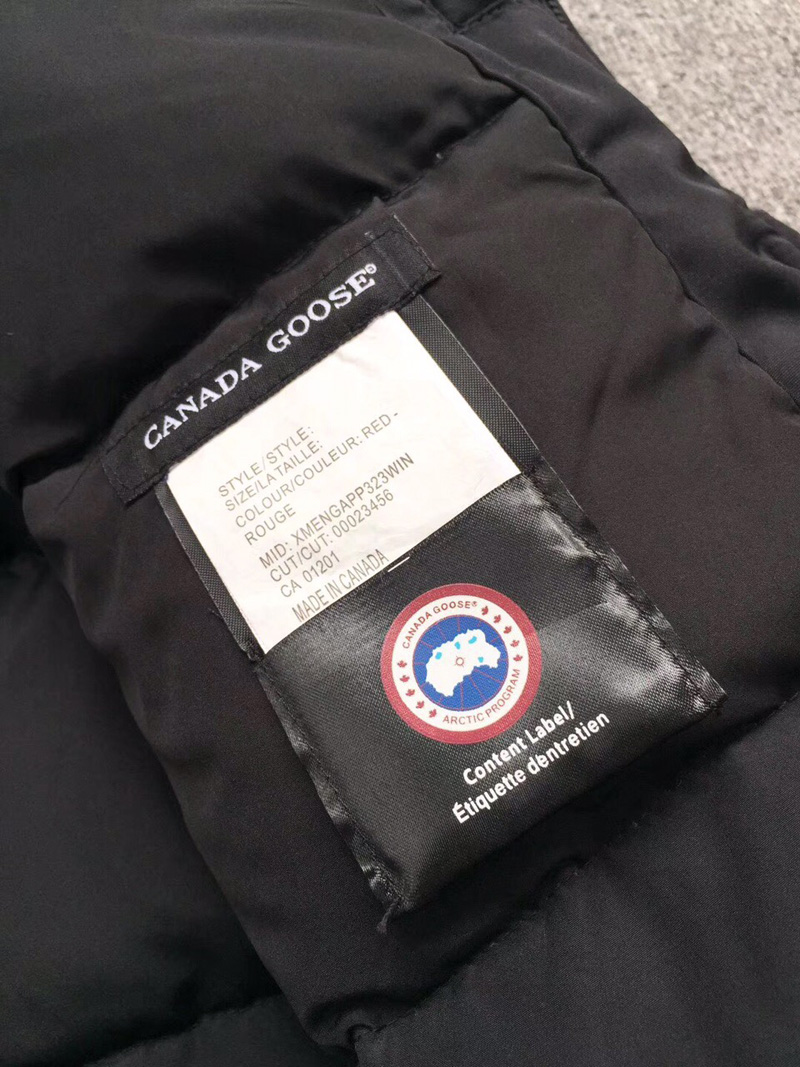 CANADA GOOSE®
STYLE/STYLE:
SIZE/LA TAILLE:
COLOUR/COULEUR: RED -
ROUGE
MID: XMENGAPP323WIN
CUT/CUT: 00023456
CA 01201
MADE IN CANADA
CANADA GOOSE®
ARCTIC PROGRAM
Content Label/
Étiquette dentretien